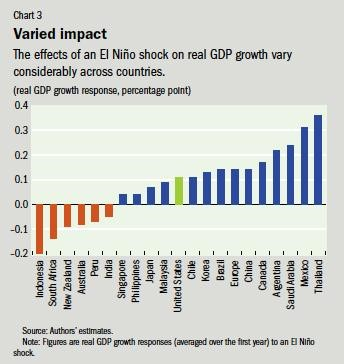 Chart 3
Varied impact
The effects of an El Niño shock on real GDP growth vary
considerably across countries.
(real GDP growth response, percentage point)
0.4
0.3
0.2
0.1
0.0
–0.1
–0.2
Indonesia
South Africa
New Zealand
Australia
Peru
India
Singapore
Philippines
Japan
Malaysia
United States
Chile
Korea
Brazil
Europe
China
Canada
Argentina
Saudi Arabia
Mexico
Thailand
Source: Authors' estimates.
Note: Figures are real GDP growth responses (averaged over the first year) to an El Niño
shock.